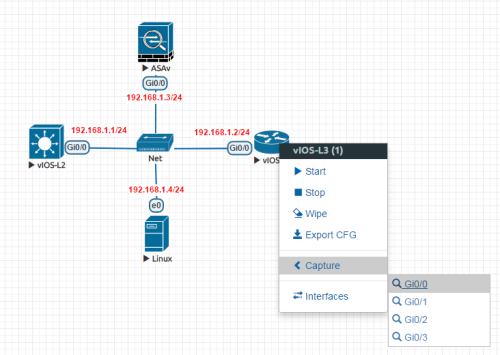 ASAv
Gi0/0
192.168.1.3/24
192.168.1.1/24
192.168.1.2/24
Gi0/0
Gi0/0
vIOS-L2
Net
vIOS
192.168.1.4/24
e0
Linux
vIOS-L3 (1)
Start
Stop
Wipe
Export CFG
Capture
Interfaces
Gi0/0
Gi0/1
Gi0/2
Gi0/3